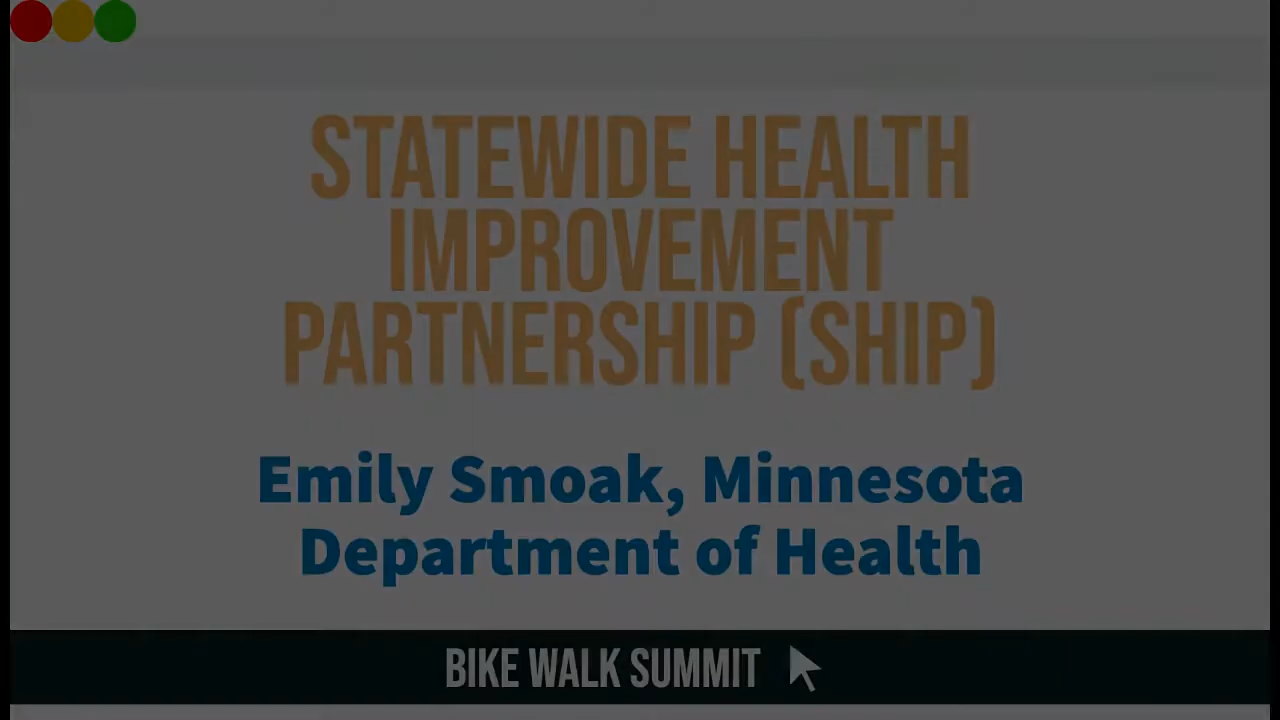 STATEWIDE HEALTH
IMPROVEMENT
PARTNERSHIP (SHIP)
Emily Smoak, Minnesota
Department of Health
BIKE WALK SUMMIT